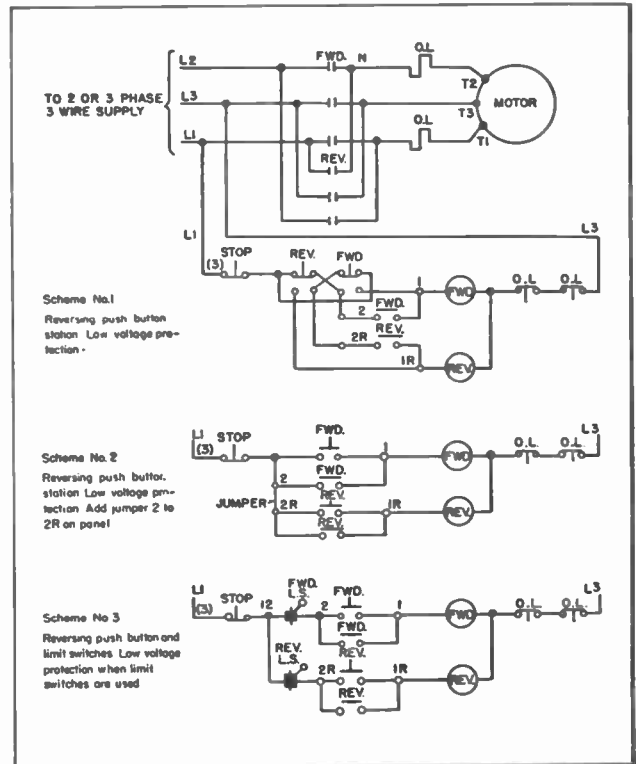 L2
FWD.
N
O.L
T2
TO 2 OR 3 PHASE
3 WIRE SUPPLY
L3
T3
MOTOR
O.L
L1
T1
REV.
L1
L3
STOP
REV.
FWD
(3)
O.L
O.L
1
FWD
2
FWD.
REV.
2R
1R
REV.
Scheme No.1
Reversing push button
station Low voltage pro-
tection -
L1
STOP
(3)
FWD.
1
FWD
O.L.
O.L.
L3
2
FWD.
JUMPER
2R
REV.
1R
REV.
REV.
Scheme No. 2
Reversing push button.
station Low voltage pro-
tection Add jumper 2 to
2R on panel
L1
STOP
(3)
12
FWD.
L.S.
2
FWD.
1
FWD
O.L
O.L.
L3
FWD.
REV.
L.S.
REV.
2R
1R
REV.
REV.
Scheme No 3
Reversing push button and
limit switches Low voltage
protection when limit
switches are used